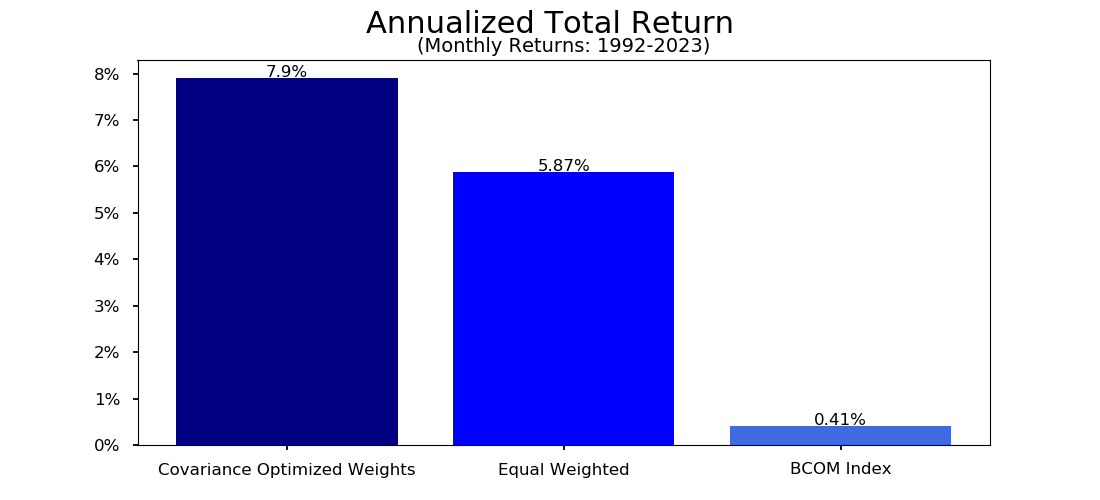 Annualized Total Return
(Monthly Returns: 1992-2023)
8%
7%
6%
5%
4%
3%
2%
1%
0%
7.9%
5.87%
0.41%
Covariance Optimized Weights
Equal Weighted
BCOM Index